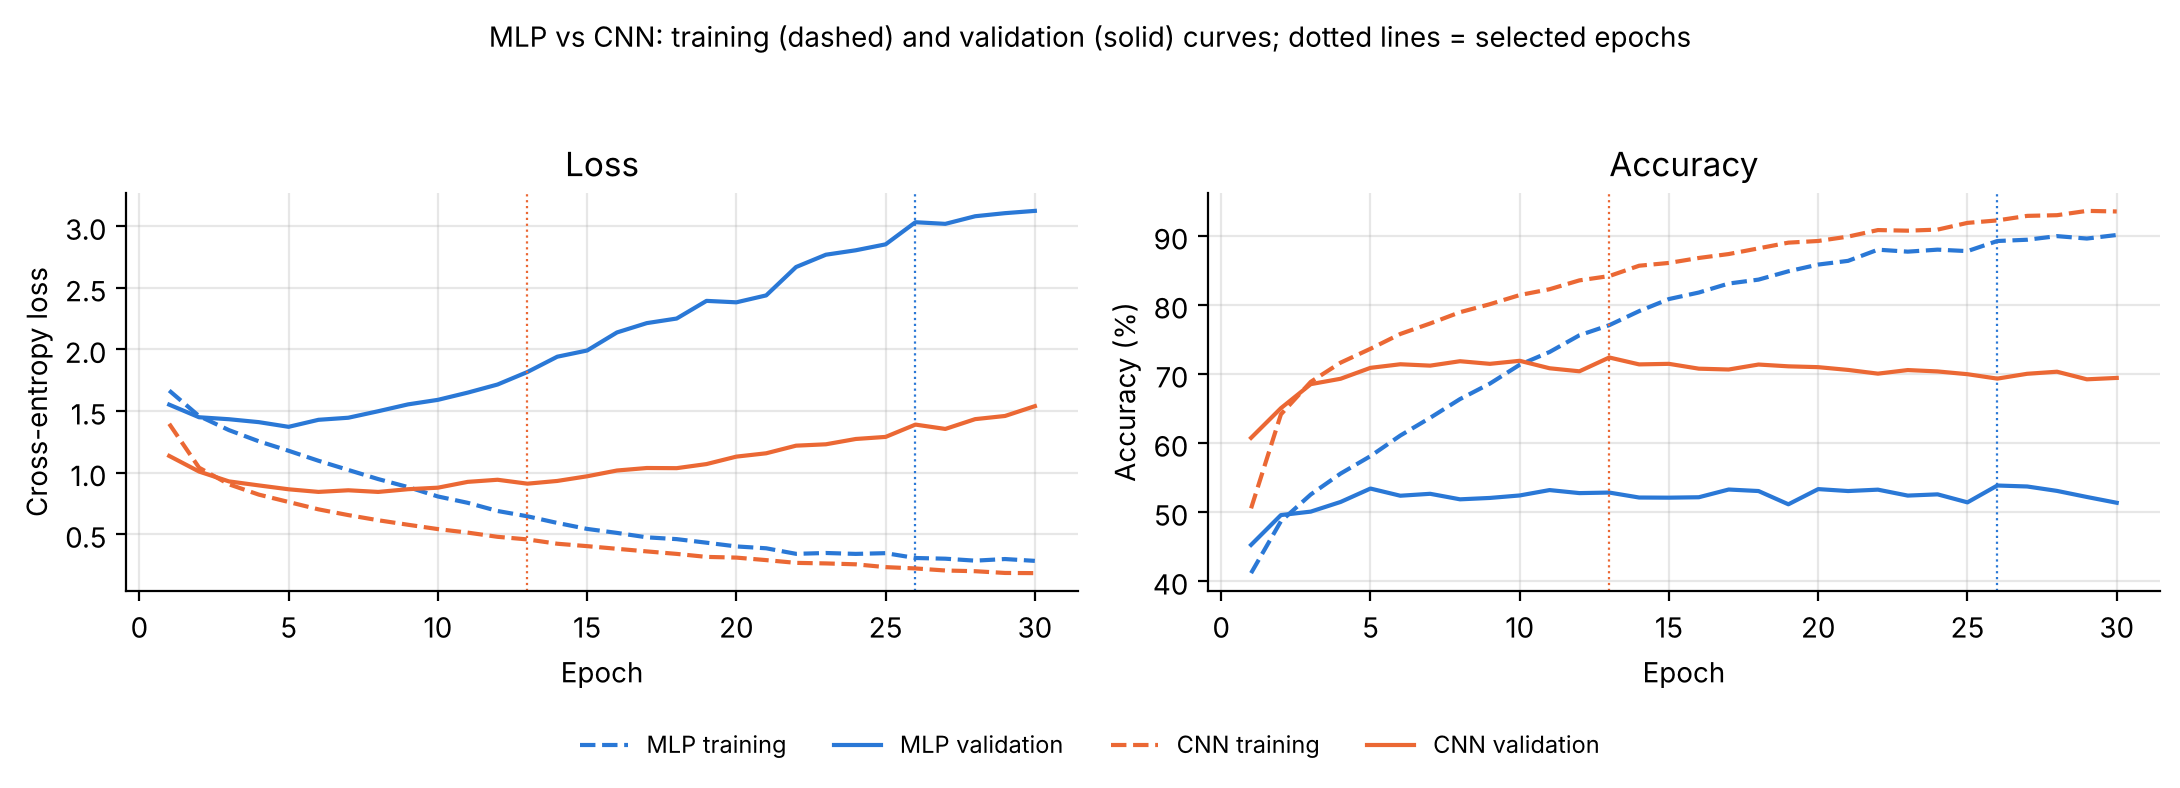 MLP vs CNN: training (dashed) and validation (solid) curves; dotted lines = selected epochs
Loss
Cross-entropy loss
3.0
2.5
2.0
1.5
1.0
0.5
0 5 10 15 20 25 30
Epoch
Accuracy
Accuracy (%)
90
80
70
60
50
40
0 5 10 15 20 25 30
Epoch
MLP training MLP validation CNN training CNN validation